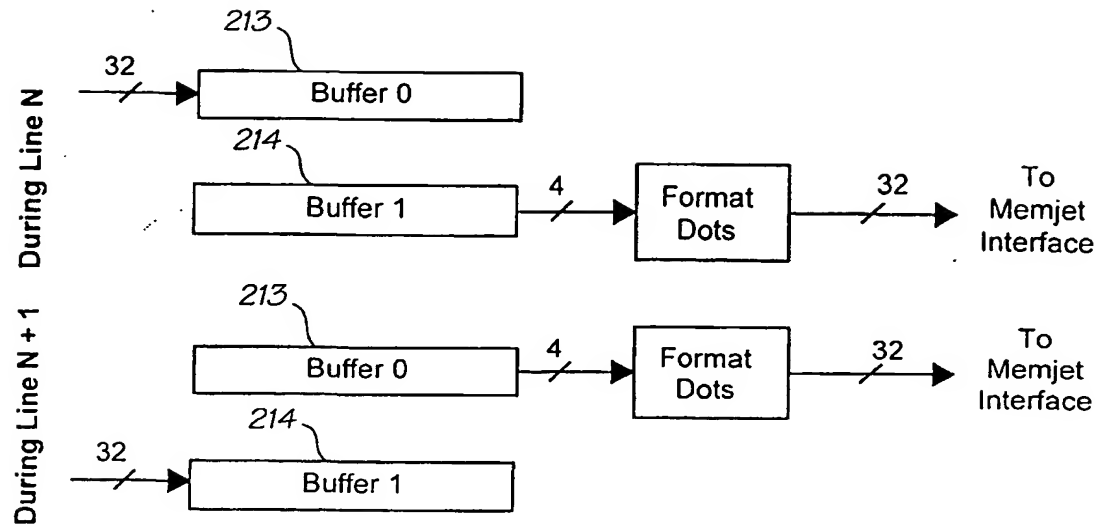 During Line N
213
32
Buffer 0
214
Buffer 1
4
Format
Dots
32
To
Memjet
Interface
During Line N + 1
213
Buffer 0
4
Format
Dots
32
To
Memjet
Interface
214
32
Buffer 1